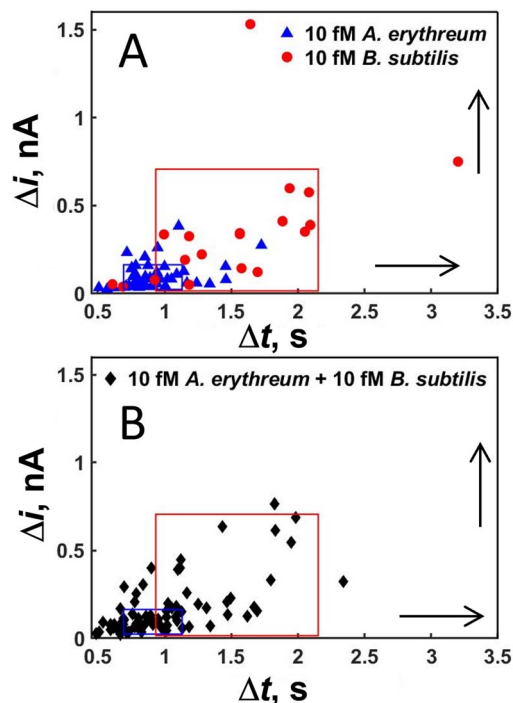 A
10 fM A. erythreum
10 fM B. subtilis
Δi, nA
1.5
1
0.5
0
0.5 1 1.5 2 2.5 3 3.5
Δt, s
B
10 fM A. erythreum + 10 fM B. subtilis
Δi, nA
1.5
1
0.5
0
0.5 1 1.5 2 2.5 3 3.5
Δt, s